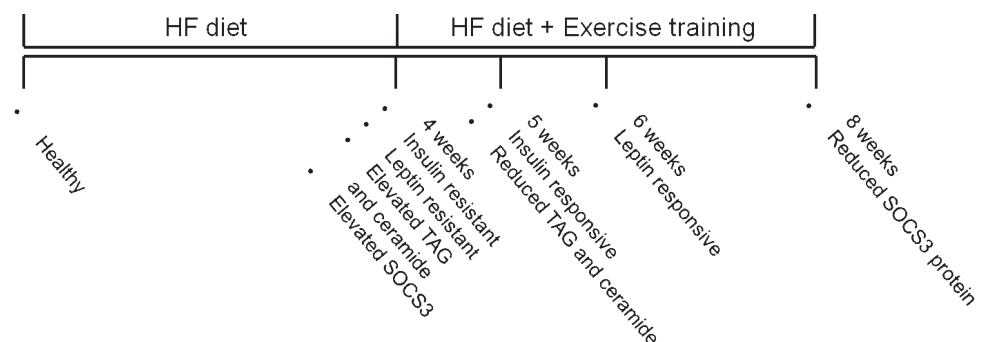 HF diet
HF diet + Exercise training
• Healthy
4 weeks
• Insulin resistant
• Leptin resistant
• Elevated TAG
and ceramide
• Elevated SOCS3
5 weeks
• Insulin responsive
• Reduced TAG and ceramide
6 weeks
• Leptin responsive
8 weeks
• Reduced SOCS3 protein